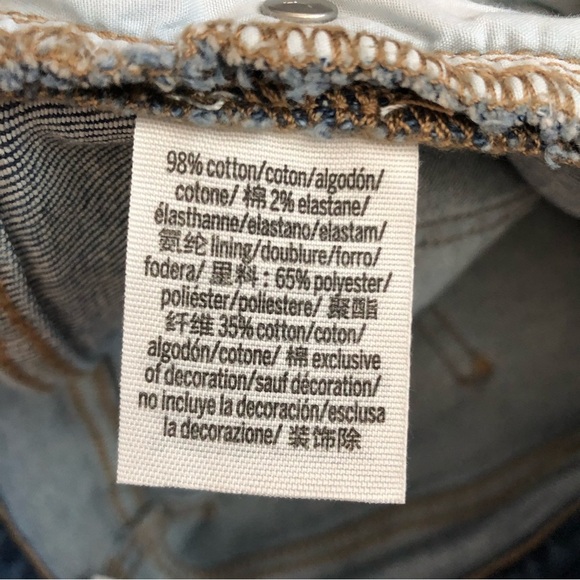 98% cotton/coton/algodón/
cotone/ 棉 2% elastane/
élasthanne/elastano/elastam/
氨纶 lining/doublure/forro/
fodera/ 里料 : 65% polyester/
poliéster/poliestere/ 聚酯
纤维 35% cotton/coton/
algodón/cotone/ 棉 exclusive
of decoration/sauf décoration/
no incluye la decoración/esclusa
la decorazione/ 装饰除